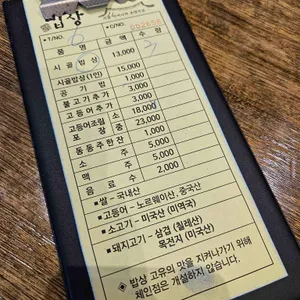 밥상
T/NO. 6
품 명 금 액 수 량
시 골 밥 상 13,000 3
시골밥상(1인) 15,000
공 기 밥 1,000
불고기추가 3,000
고등어추가 3,000
고등어조림 소 18,000
포 장 중 23,000
동동주한잔 1,000
소 주 5,000
맥 주 5,000
음 료 수 2,000
▪쌀 - 국내산
▪고등어 - 노르웨이산, 중국산
▪소고기 - 미국산 (미역국)
▪돼지고기 - 삼겹 (칠레산)
목전지 (미국산)
※ 밥상 고유의 맛을 지켜나가기 위해
체인점은 개설하지 않습니다.